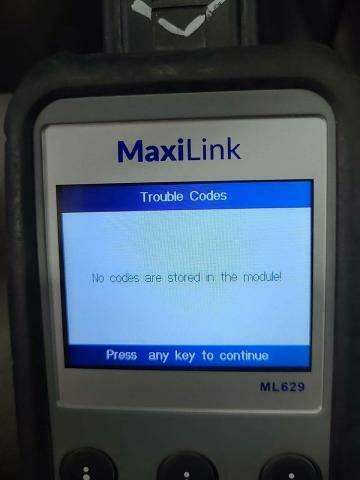 MaxiLink
Trouble Codes
No codes are stored in the module!
Press any key to continue
ML629